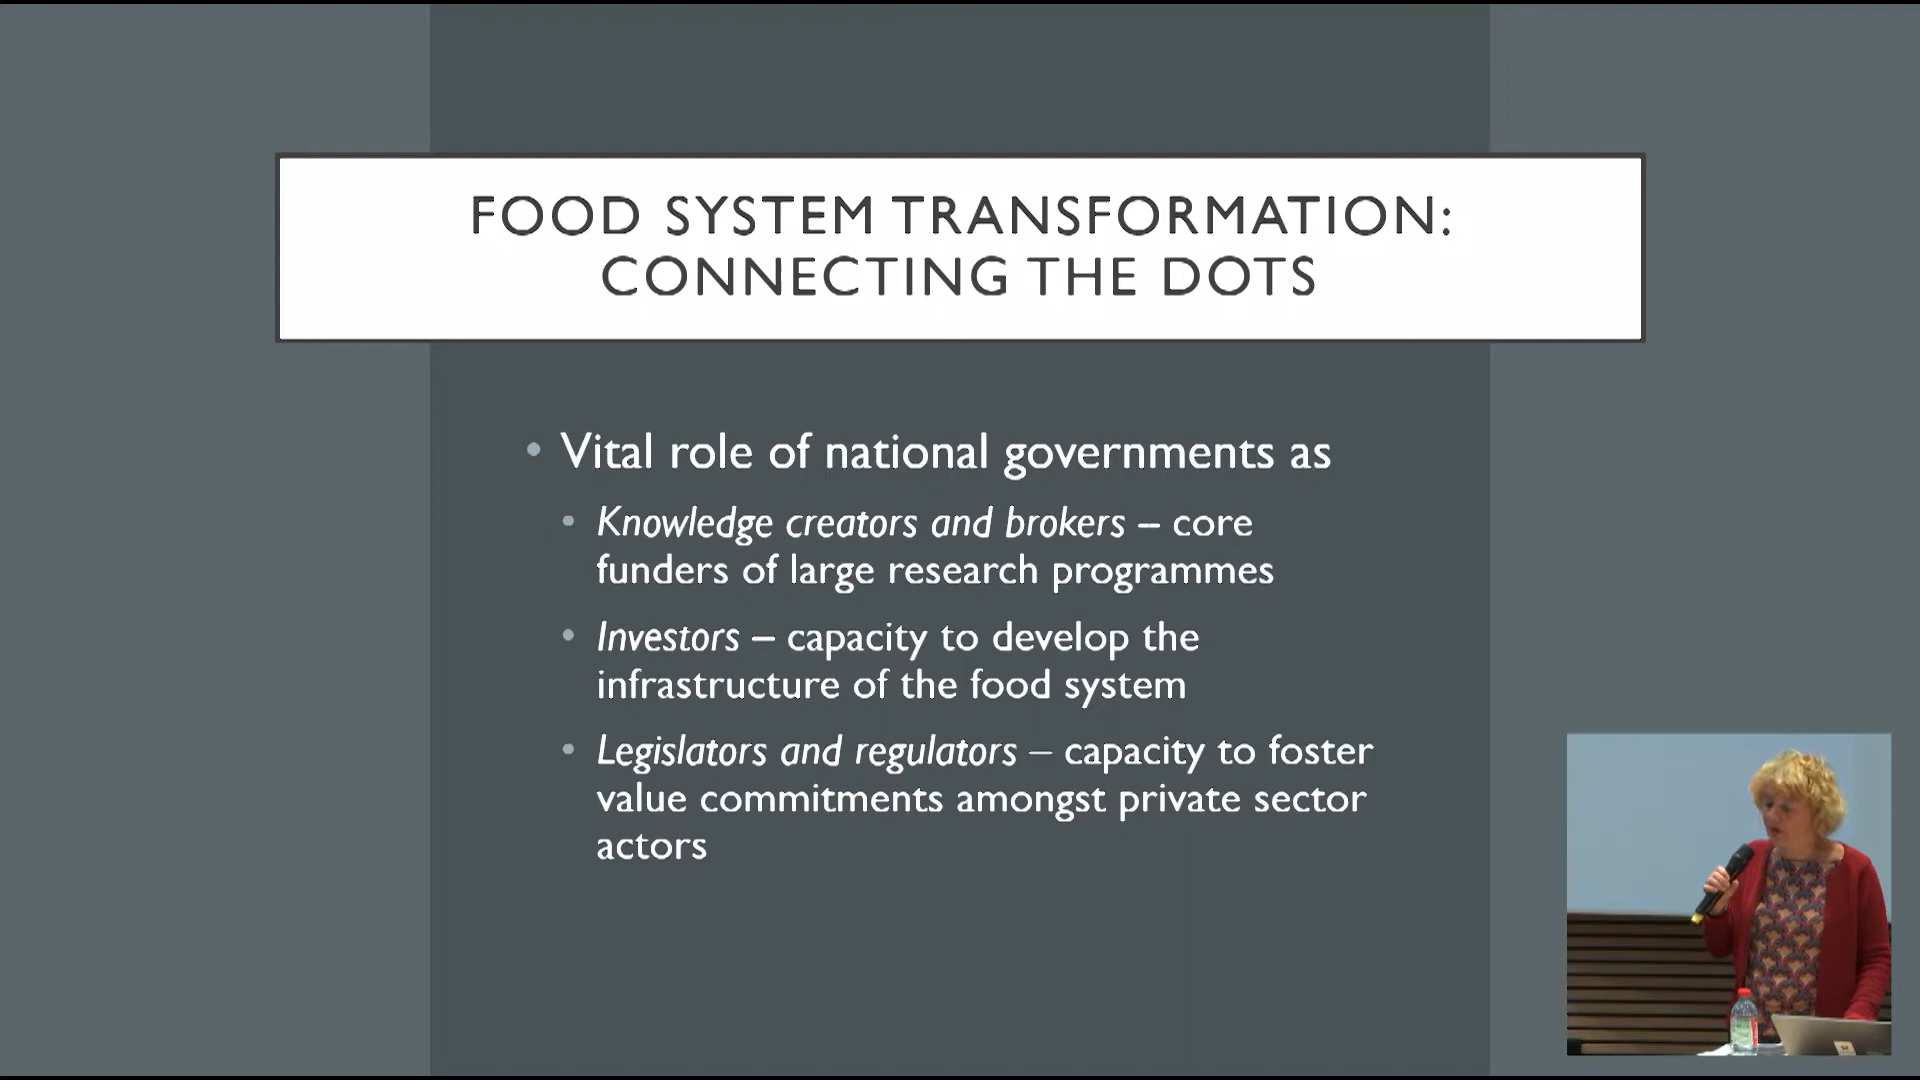 FOOD SYSTEM TRANSFORMATION:
CONNECTING THE DOTS
• Vital role of national governments as
• Knowledge creators and brokers – core
funders of large research programmes
• Investors – capacity to develop the
infrastructure of the food system
• Legislators and regulators – capacity to foster
value commitments amongst private sector
actors